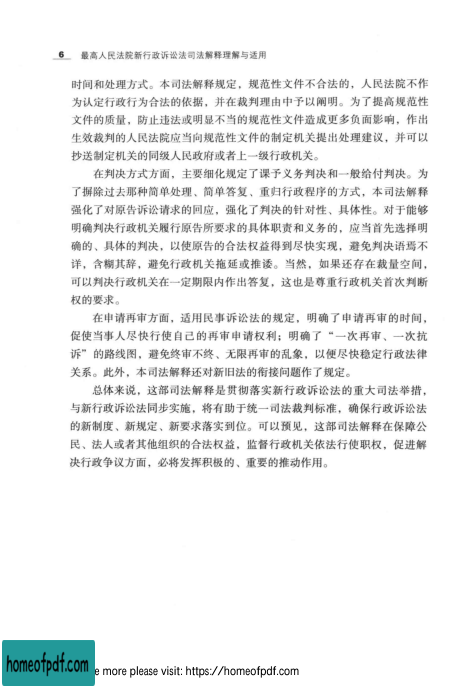 6 最高人民法院新行政诉讼法司法解释理解与适用
时间和处理方式。本司法解释规定，规范性文件不合法的，人民法院不作
为认定行政行为合法的依据，并在裁判理由中予以阐明。为了提高规范性
文件的质量，防止违法或明显不当的规范性文件造成更多负面影响，作出
生效裁判的人民法院应当向规范性文件的制定机关提出处理建议，并可以
抄送制定机关的同级人民政府或者上一级行政机关。
在判决方式方面，主要细化规定了课予义务判决和一般给付判决。为
了摒除过去那种简单处理、简单答复、重归行政程序的方式，本司法解释
强化了对原告诉讼请求的回应，强化了判决的针对性、具体性。对于能够
明确判决行政机关履行原告所要求的具体职责和义务的，应当首先选择明
确的、具体的判决，以使原告的合法权益得到尽快实现，避免判决语焉不
详，含糊其辞，避免行政机关拖延或推诿。当然，如果还存在裁量空间，
可以判决行政机关在一定期限内作出答复，这也是尊重行政机关首次判断
权的要求。
在申请再审方面，适用民事诉讼法的规定，明确了申请再审的时间，
促使当事人尽快行使自己的再审申请权利；明确了“一次再审、一次抗
诉”的路线图，避免终审不终、无限再审的乱象，以便尽快稳定行政法律
关系。此外，本司法解释还对新旧法的衔接问题作了规定。
总体来说，这部司法解释是贯彻落实新行政诉讼法的重大司法举措，
与新行政诉讼法同步实施，将有助于统一司法裁判标准，确保行政诉讼法
的新制度、新规定、新要求落实到位。可以预见，这部司法解释在保障公
民、法人或者其他组织的合法权益，监督行政机关依法行使职权，促进解
决行政争议方面，必将发挥积极的、重要的推动作用。
homeofpdf.com
e more please visit: https://homeofpdf.com